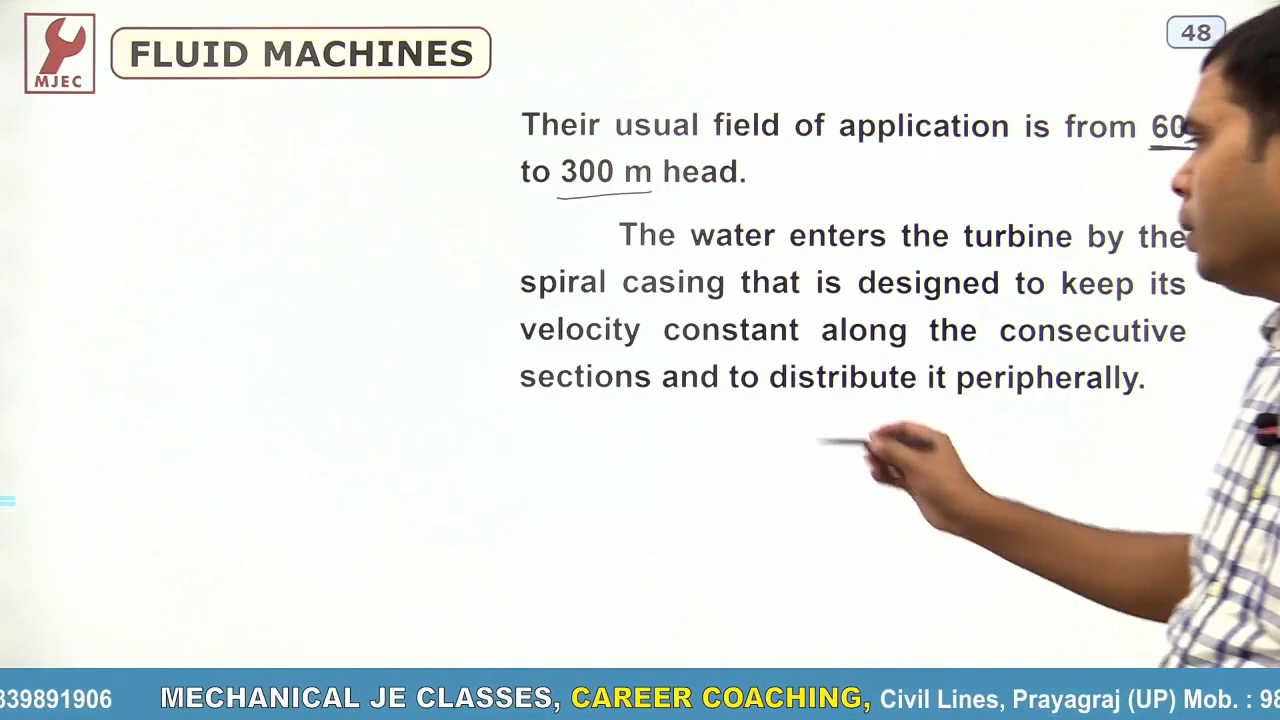 MJEC
FLUID MACHINES
48
Their usual field of application is from 60
to 300 m head.
The water enters the turbine by the
spiral casing that is designed to keep its
velocity constant along the consecutive
sections and to distribute it peripherally.
839891906 MECHANICAL JE CLASSES, CAREER COACHING, Civil Lines, Prayagraj (UP) Mob. : 98